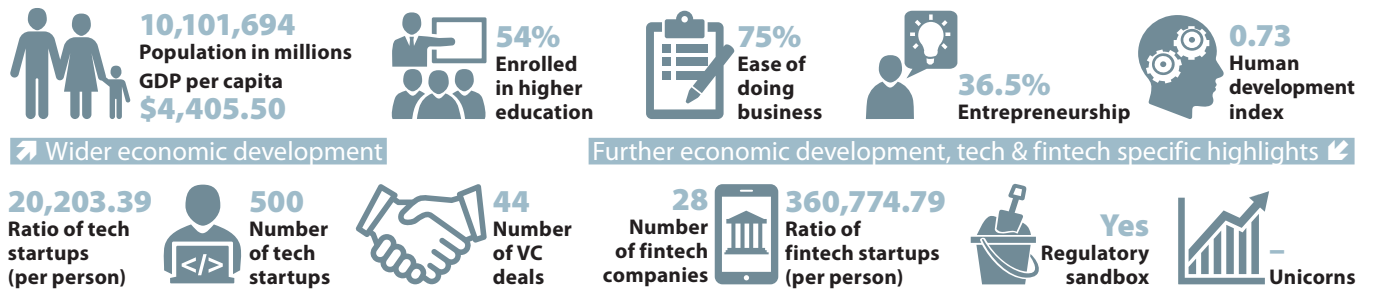 10,101,694
Population in millions
GDP per capita
$4,405.50
54%
Enrolled
in higher
education
75%
Ease of
doing
business
36.5%
Entrepreneurship
0.73
Human
development
index
Wider economic development
Further economic development, tech & fintech specific highlights
20,203.39
Ratio of tech
startups
(per person)
</>
500
Number
of tech
startups
44
Number
of VC
deals
28
Number
of fintech
companies
360,774.79
Ratio of
fintech startups
(per person)
Yes
Regulatory
sandbox
–
Unicorns